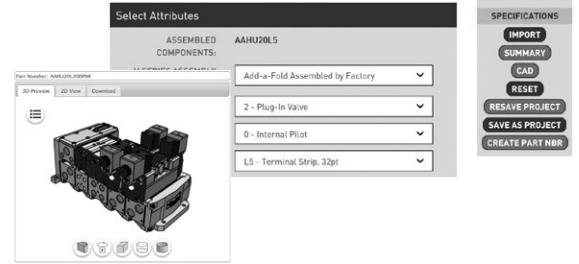 Select Attributes
ASSEMBLED
COMPONENTS:
AAHU20L5
Add-a-Fold Assembled by Factory
2 - Plug-In Valve
0 - Internal Pilot
L5 - Terminal Strip, 32pt
3D Preview
2D View
Download
SPECIFICATIONS
IMPORT
SUMMARY
CAD
RESET
RESAVE PROJECT
SAVE AS PROJECT
CREATE PART NBR